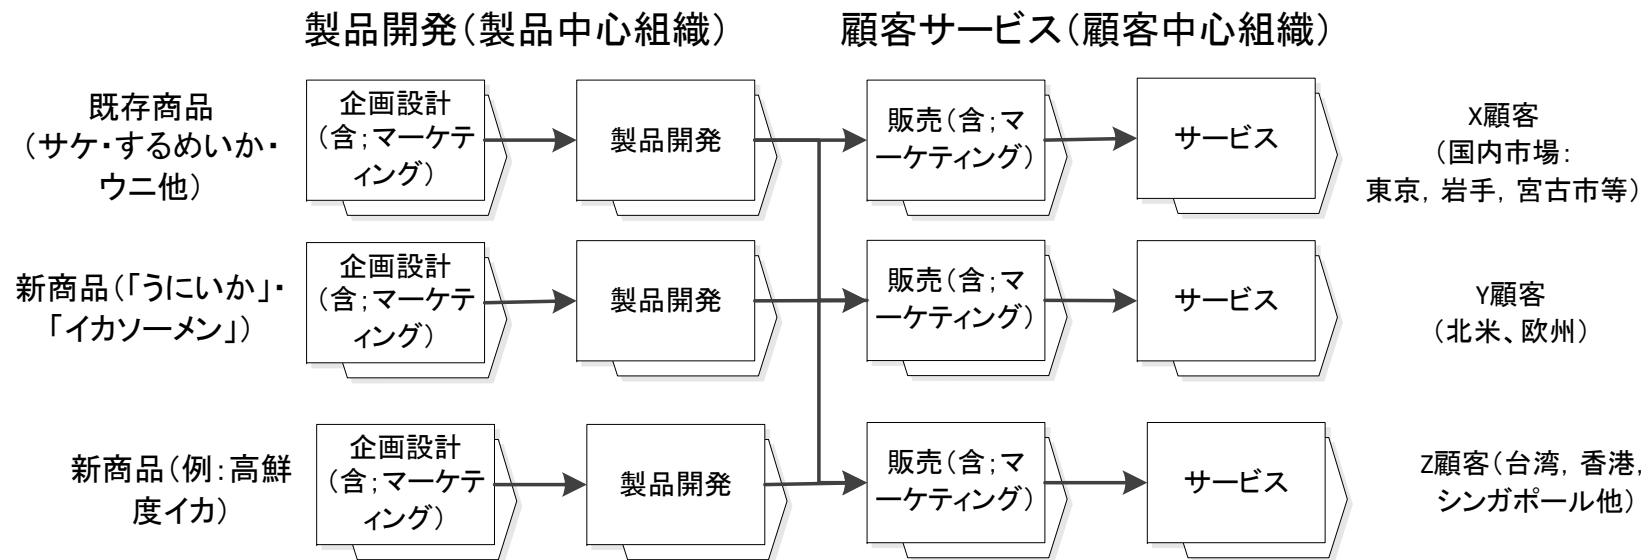 製品開発(製品中心組織)
顧客サービス(顧客中心組織)
既存商品
(サケ・するめいか・
ウニ他)
企画設計
(含;マーケテ
ィング)
製品開発
販売(含;マ
ーケティング)
サービス
X顧客
(国内市場:
東京, 岩手, 宮古市等)
新商品(「うにいか」・
「イカソーメン」)
企画設計
(含;マーケテ
ィング)
製品開発
販売(含;マ
ーケティング)
サービス
Y顧客
(北米、欧州)
新商品(例:高鮮
度イカ)
企画設計
(含;マーケテ
ィング)
製品開発
販売(含;マ
ーケティング)
サービス
Z顧客(台湾, 香港,
シンガポール他)